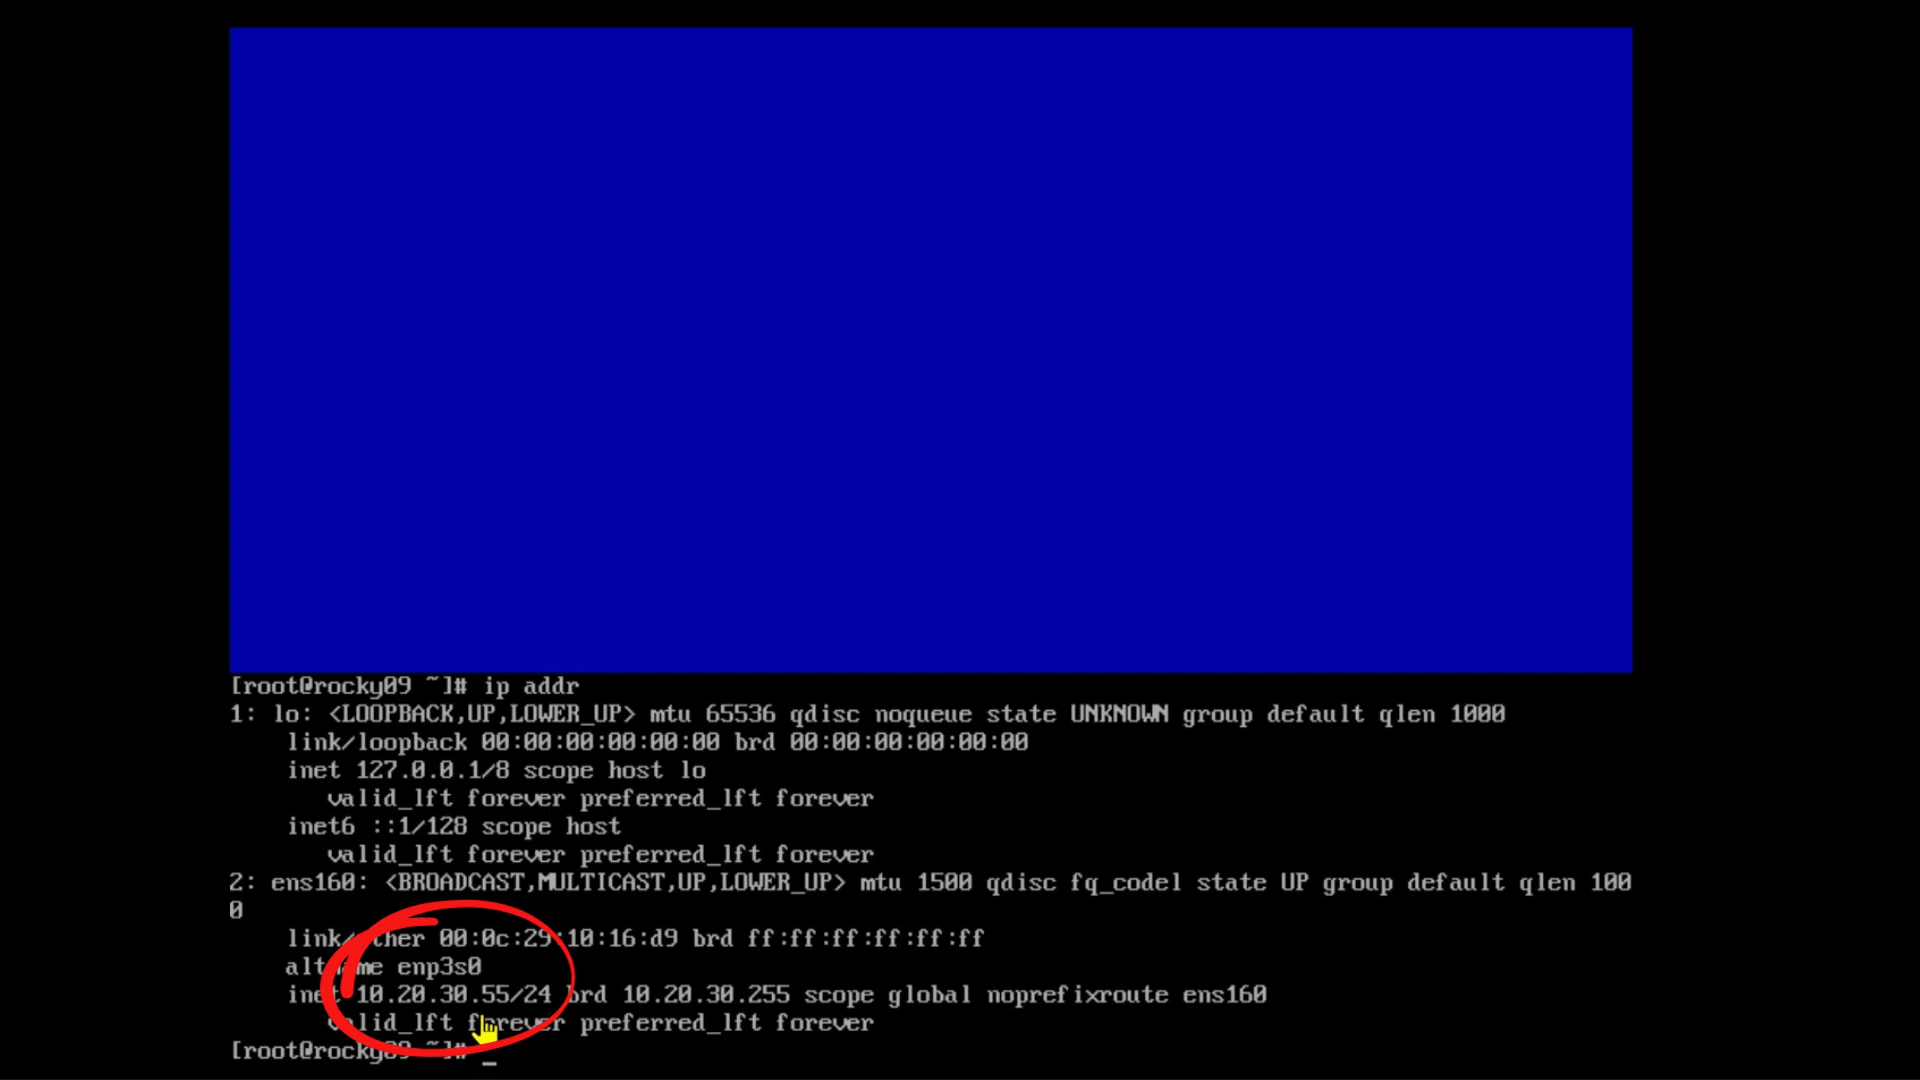 [root@rocky09 ~]# ip addr
1: lo: <LOOPBACK,UP,LOWER_UP> mtu 65536 qdisc noqueue state UNKNOWN group default qlen 1000
link/loopback 00:00:00:00:00:00 brd 00:00:00:00:00:00
inet 127.0.0.1/8 scope host lo
valid_lft forever preferred_lft forever
inet6 ::1/128 scope host
valid_lft forever preferred_lft forever
2: ens160: <BROADCAST,MULTICAST,UP,LOWER_UP> mtu 1500 qdisc fq_codel state UP group default qlen 100
0
link/ether 00:0c:29:10:16:d9 brd ff:ff:ff:ff:ff:ff
altname enp3s0
inet 10.20.30.55/24 brd 10.20.30.255 scope global noprefixroute ens160
valid_lft forever preferred_lft forever
[root@rocky09 ~]# _